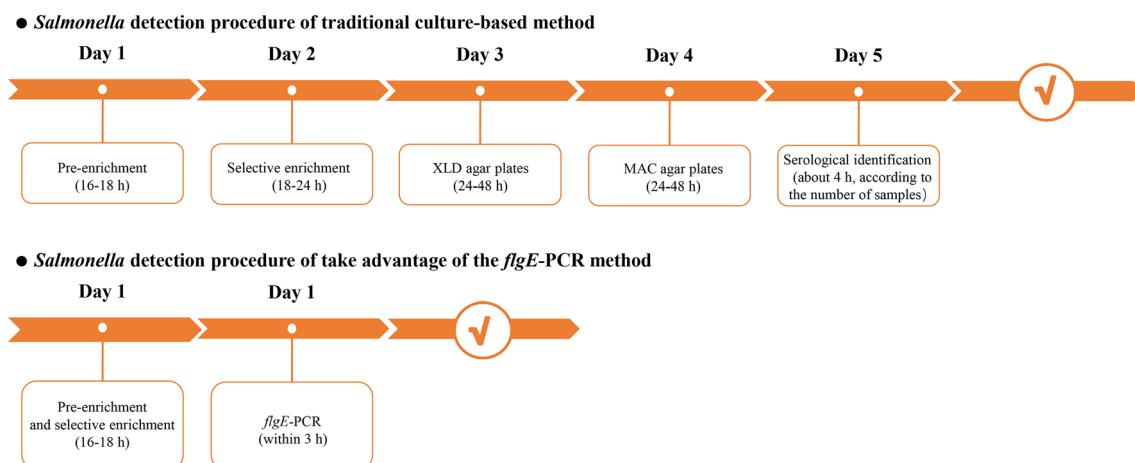 ● Salmonella detection procedure of traditional culture-based method
Day 1 Day 2 Day 3 Day 4 Day 5
Pre-enrichment
(16-18 h)
Selective enrichment
(18-24 h)
XLD agar plates
(24-48 h)
MAC agar plates
(24-48 h)
Serological identification
(about 4 h, according to
the number of samples)
● Salmonella detection procedure of take advantage of the flgE-PCR method
Day 1 Day 1
Pre-enrichment
and selective enrichment
(16-18 h)
flgE-PCR
(within 3 h)